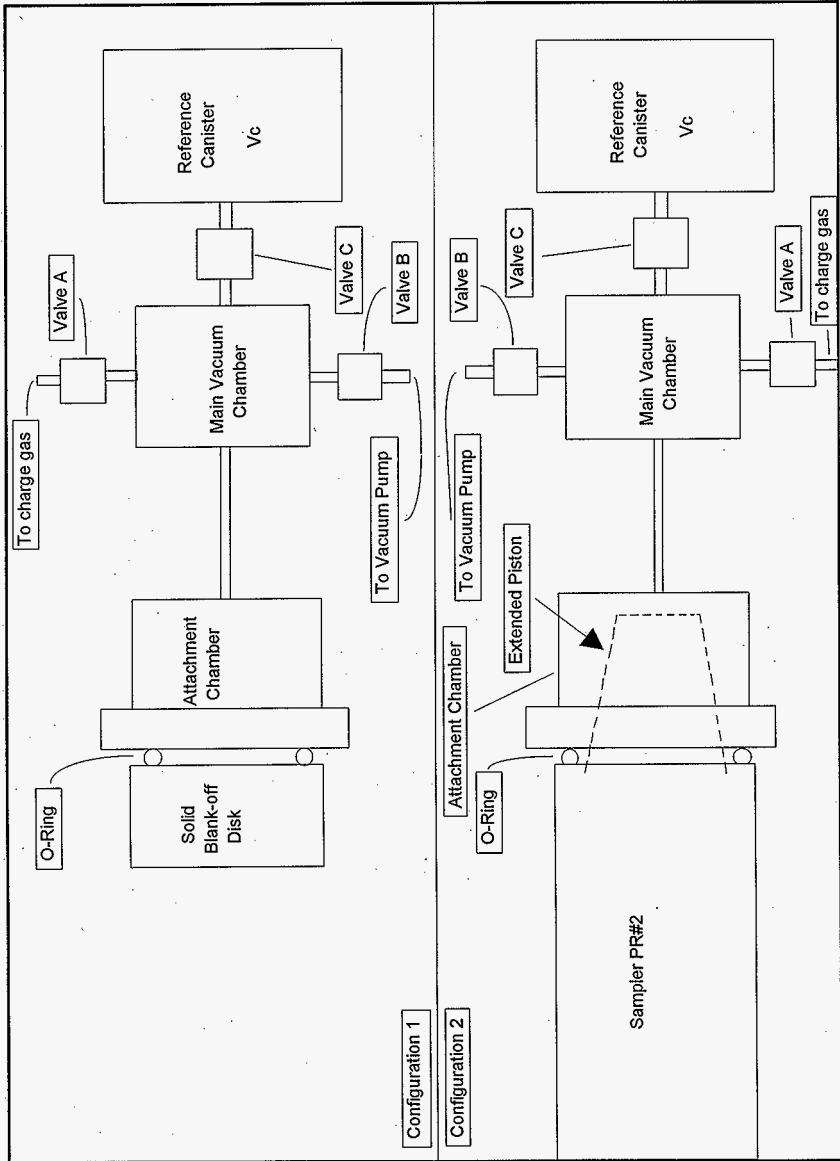 To charge gas
Valve A
O-Ring
Solid
Blank-off
Disk
Attachment
Chamber
Main Vacuum
Chamber
Reference
Canister
Vc
Valve C
Valve B
To Vacuum Pump
Configuration 1
Configuration 2
Attachment Chamber
O-Ring
To Vacuum Pump
Valve B
Extended Piston
Valve C
Sampler PR#2
Main Vacuum
Chamber
Reference
Canister
Vc
Valve A
To charge gas